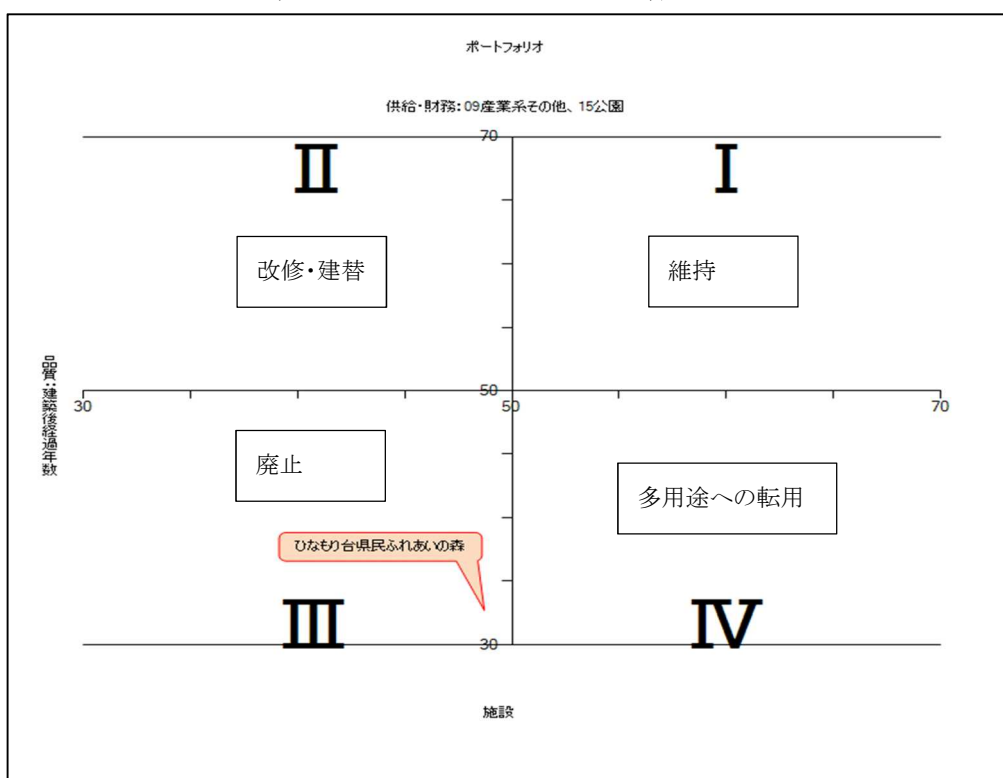 ポートフォリオ
供給・財務：09産業系その他、15公園
70
Ⅱ
Ⅰ
改修・建替
維持
品質：建築後経過年数
30
50
50
70
廃止
多用途への転用
ひなもり台県民ふれあいの森
Ⅲ
Ⅳ
30
施設